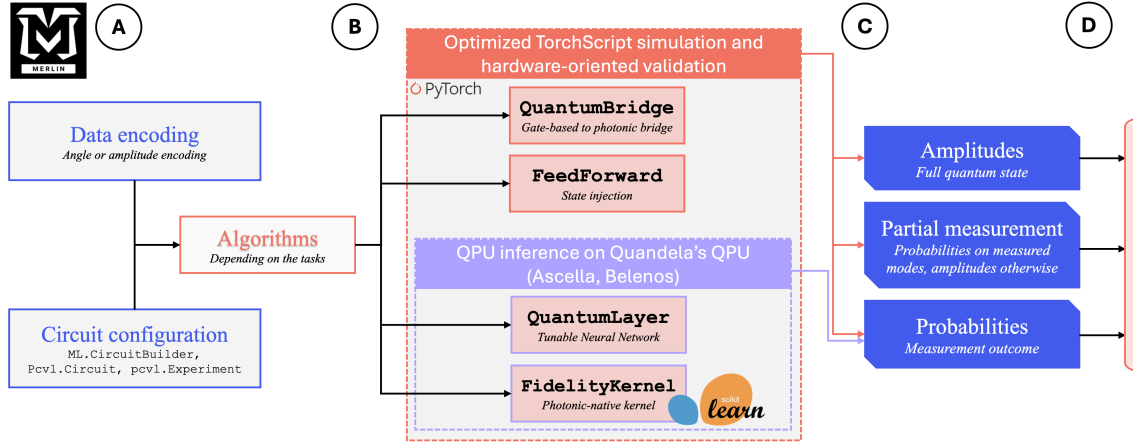 MERLIN
A
B
C
D
Data encoding
Angle or amplitude encoding
Algorithms
Depending on the tasks
Circuit configuration
ML.CircuitBuilder,
Pcvl.Circuit, pcvl.Experiment
Optimized TorchScript simulation and
hardware-oriented validation
PyTorch
QuantumBridge
Gate-based to photonic bridge
FeedForward
State injection
QPU inference on Quandela's QPU
(Ascella, Belenos)
QuantumLayer
Tunable Neural Network
FidelityKernel
Photonic-native kernel
scikit
learn
Amplitudes
Full quantum state
Partial measurement
Probabilities on measured
modes, amplitudes otherwise
Probabilities
Measurement outcome